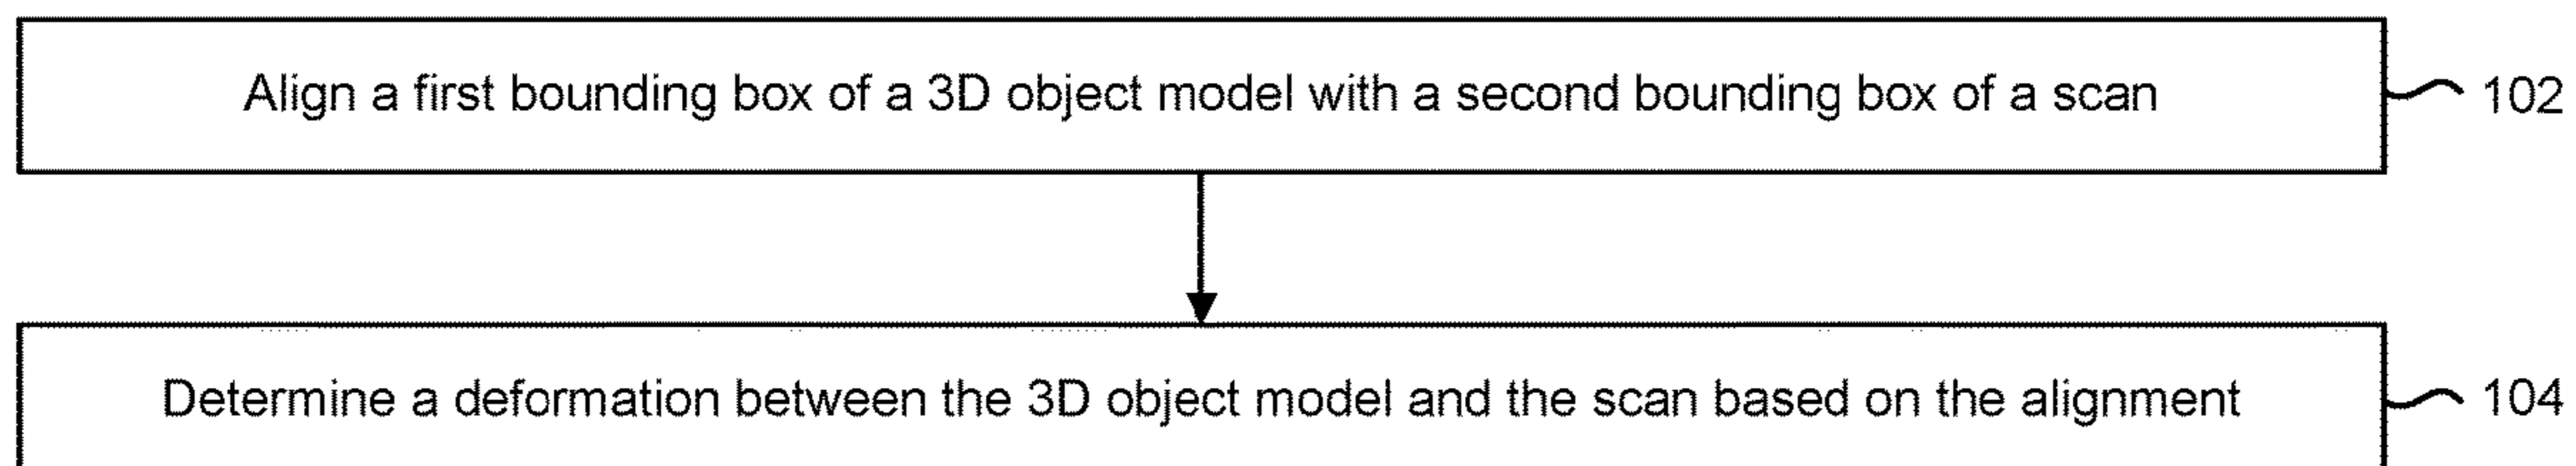 Align a first bounding box of a 3D object model with a second bounding box of a scan
102
Determine a deformation between the 3D object model and the scan based on the alignment
104